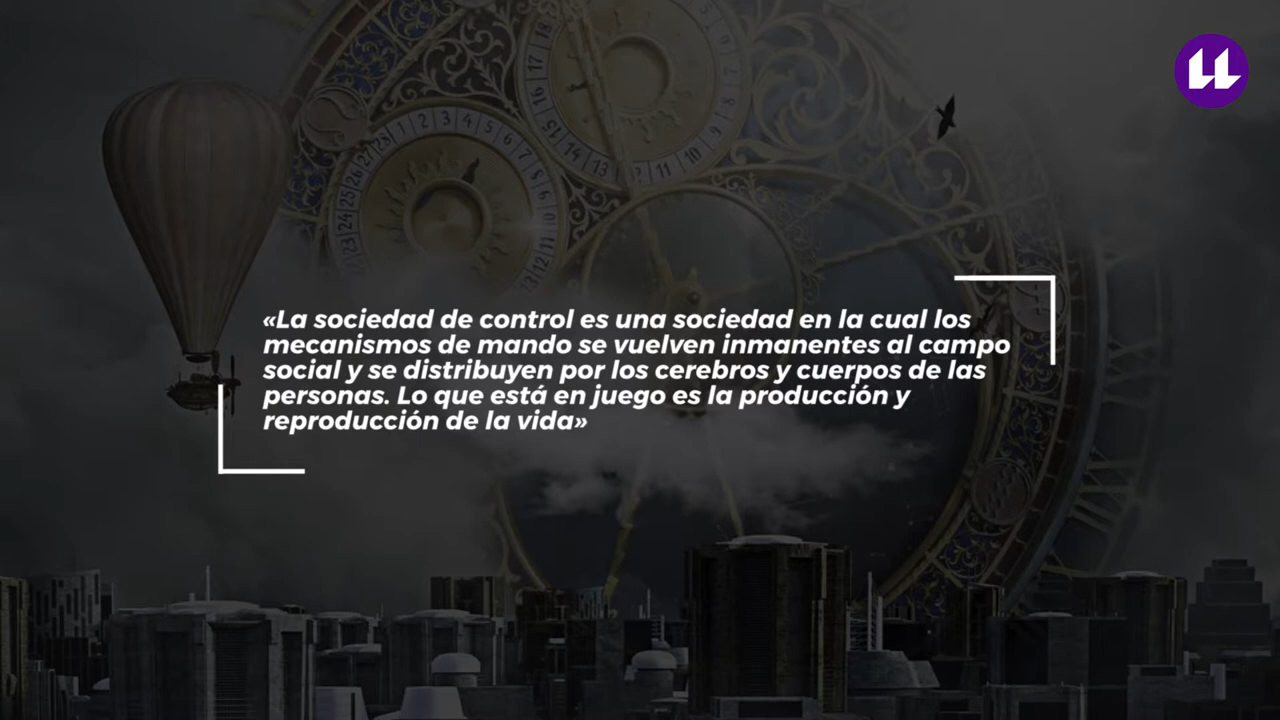 «La sociedad de control es una sociedad en la cual los
mecanismos de mando se vuelven inmanentes al campo
social y se distribuyen por los cerebros y cuerpos de las
personas. Lo que está en juego es la producción y
reproducción de la vida»